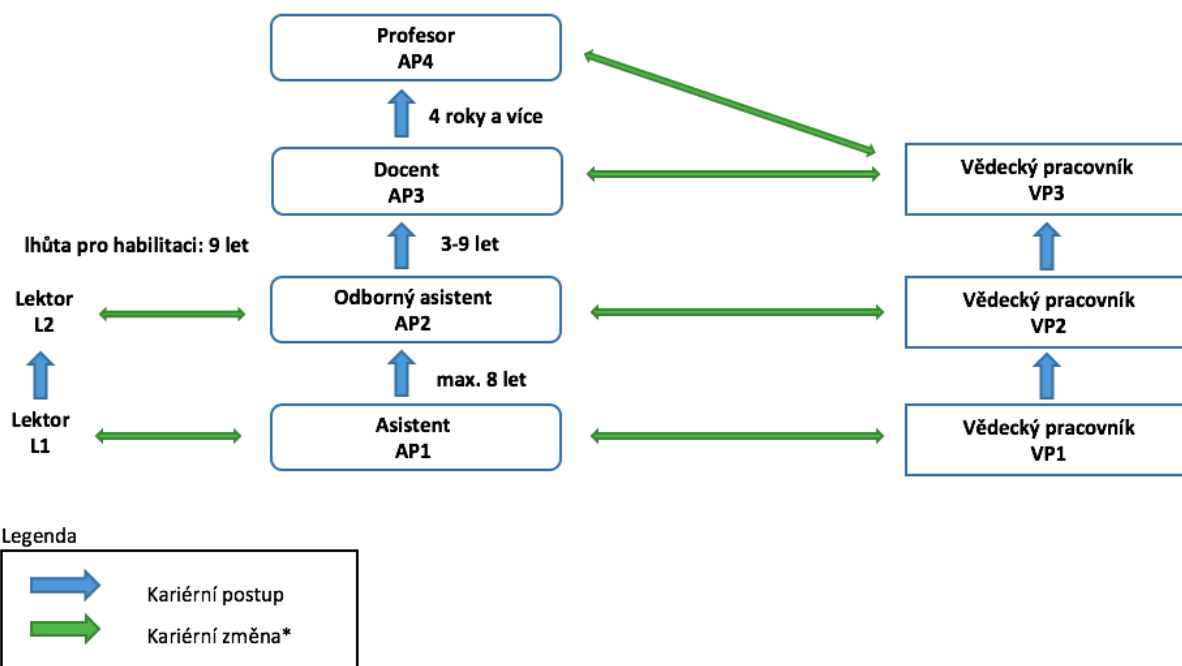 Profesor
AP4
4 roky a více
Docent
AP3
Vědecký pracovník
VP3
lhůta pro habilitaci: 9 let
3-9 let
Lektor
L2
Odborný asistent
AP2
Vědecký pracovník
VP2
max. 8 let
Lektor
L1
Asistent
AP1
Vědecký pracovník
VP1
Legenda
Kariérní postup
Kariérní změna*